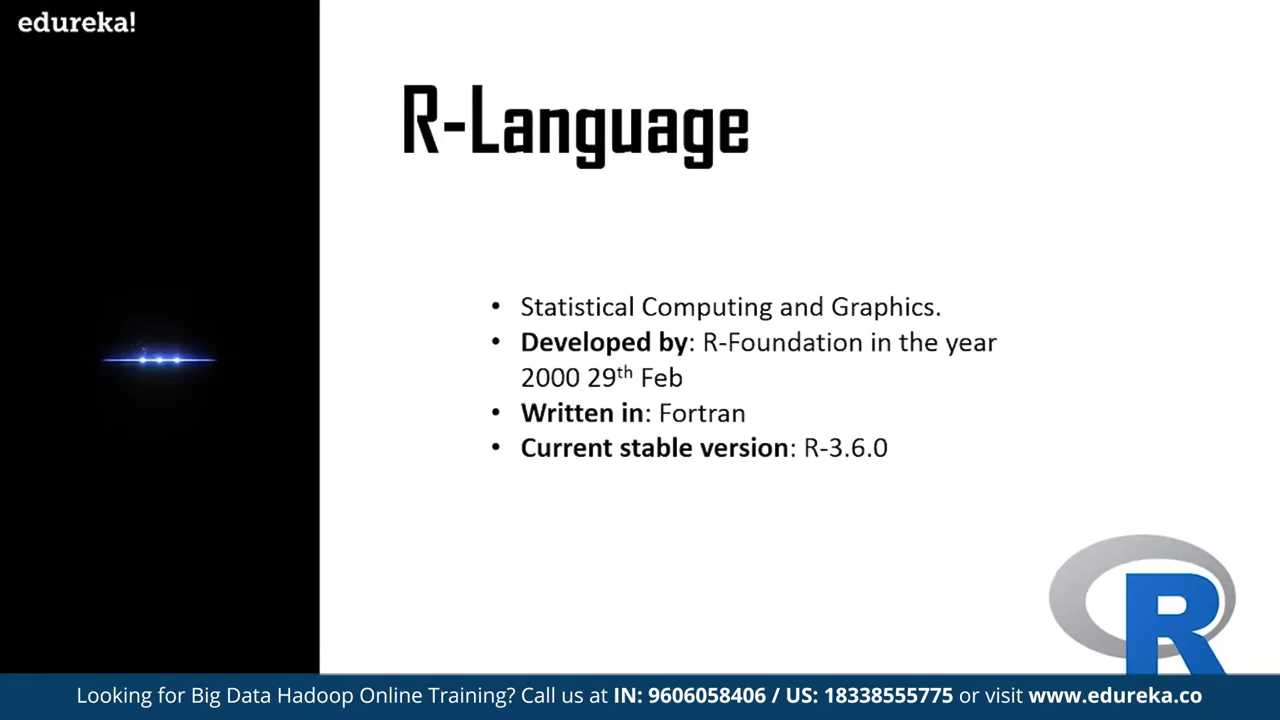 edureka!
R-Language
• Statistical Computing and Graphics.
• Developed by: R-Foundation in the year
2000 29th Feb
• Written in: Fortran
• Current stable version: R-3.6.0
R
Looking for Big Data Hadoop Online Training? Call us at IN: 9606058406 / US: 18338555775 or visit www.edureka.co